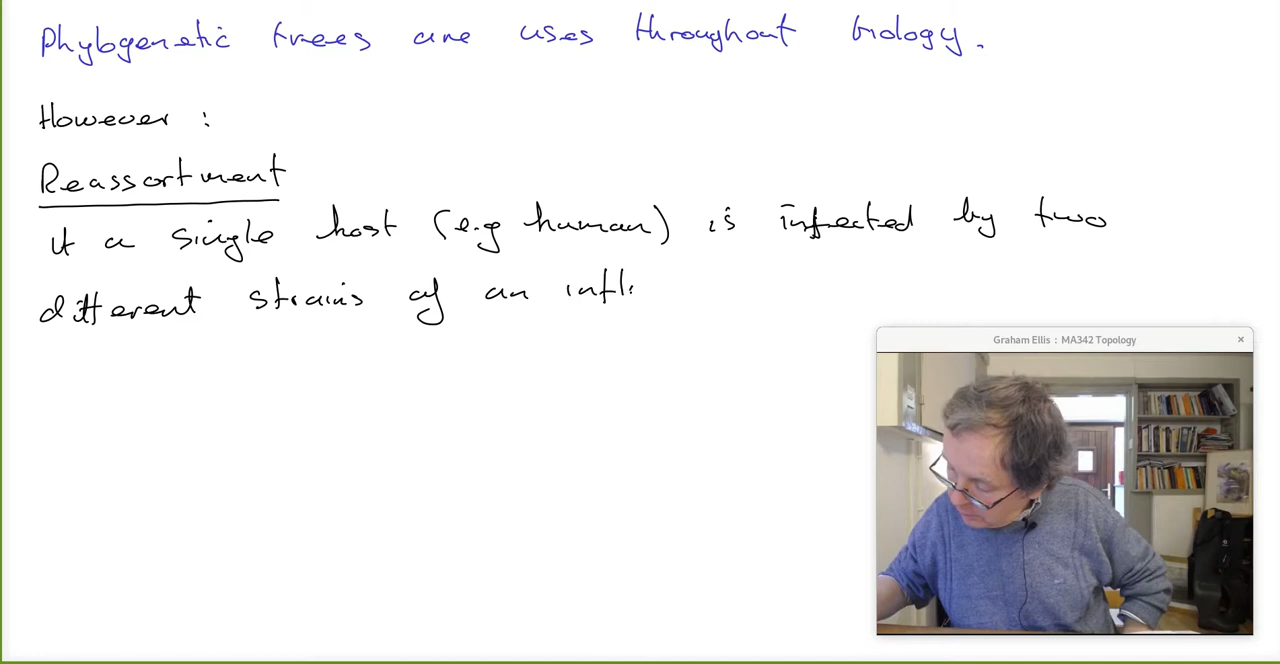 Phylogenetic trees are uses throughout biology.
However :
Reassortment
If a single host (e.g human) is infected by two
different strains of an infl
Graham Ellis : MA342 Topology